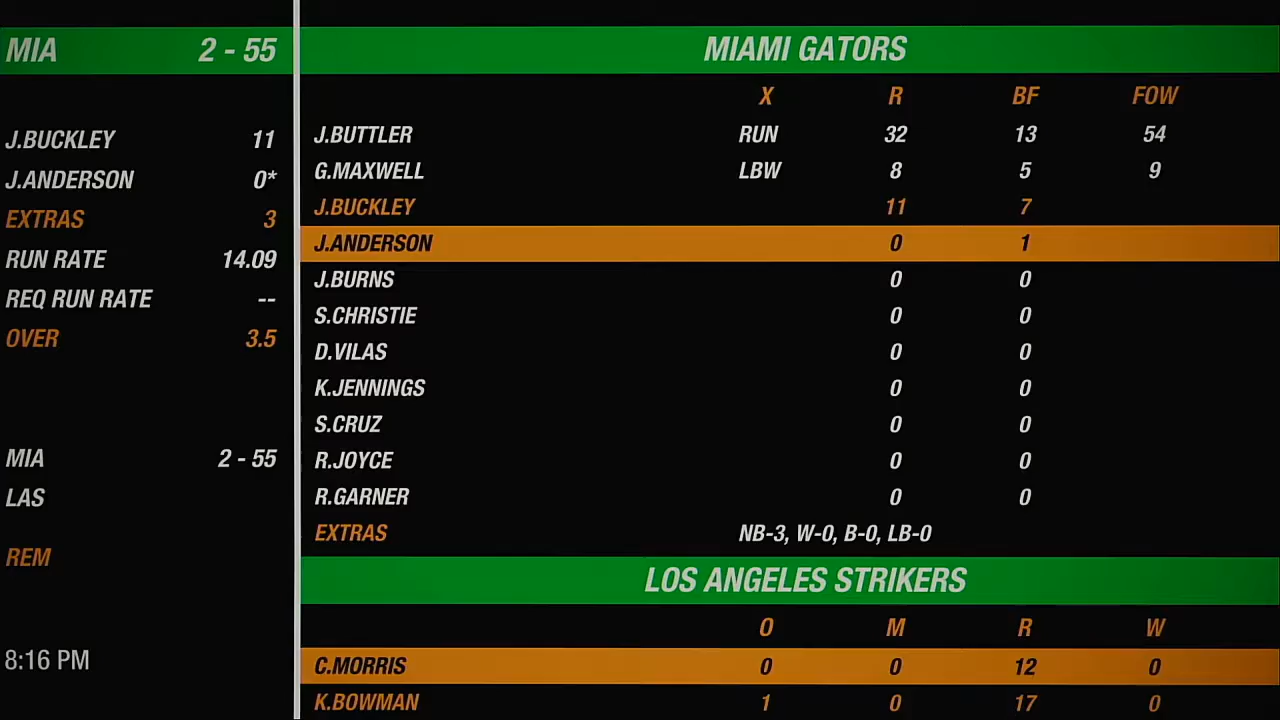 MIA 2 - 55
J.BUCKLEY 11
J.ANDERSON 0*
EXTRAS 3
RUN RATE 14.09
REQ RUN RATE --
OVER 3.5
MIA 2 - 55
LAS
REM
8:16 PM
MIAMI GATORS
X R BF FOW
J.BUTTLER RUN 32 13 54
G.MAXWELL LBW 8 5 9
J.BUCKLEY 11 7
J.ANDERSON 0 1
J.BURNS 0 0
S.CHRISTIE 0 0
D.VILAS 0 0
K.JENNINGS 0 0
S.CRUZ 0 0
R.JOYCE 0 0
R.GARNER 0 0
EXTRAS NB-3, W-0, B-0, LB-0
LOS ANGELES STRIKERS
O M R W
C.MORRIS 0 0 12 0
K.BOWMAN 1 0 17 0